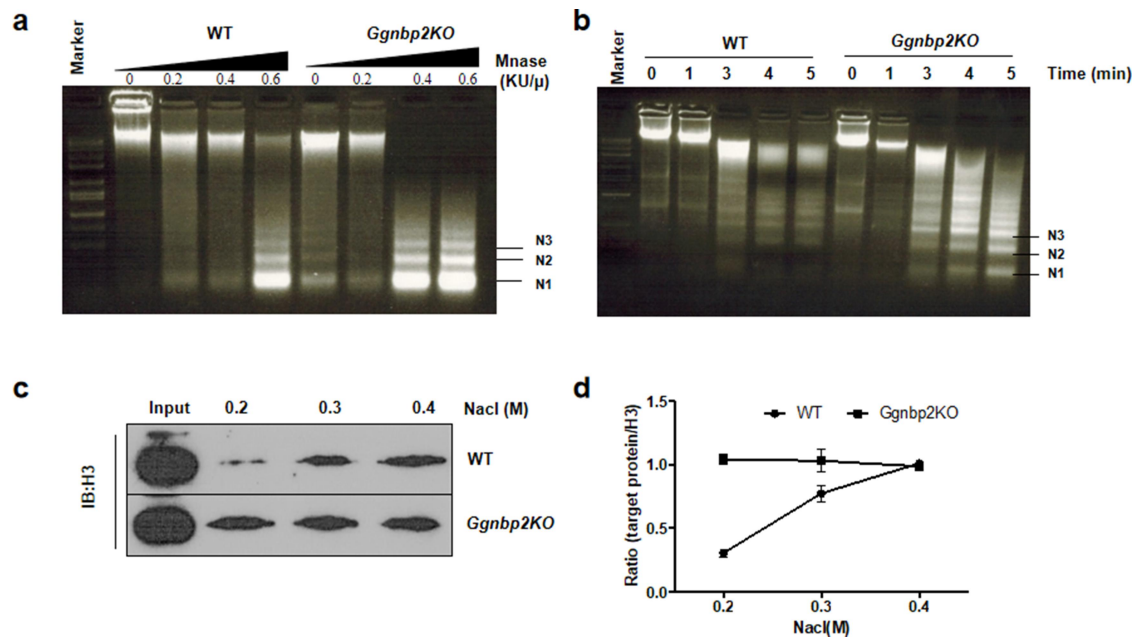 a
Marker
WT
Ggnbp2KO
0 0.2 0.4 0.6 0 0.2 0.4 0.6
Mnase
(KU/µ)
N3
N2
N1
b
Marker
WT
Ggnbp2KO
0 1 3 4 5 0 1 3 4 5
Time (min)
N3
N2
N1
c
Input 0.2 0.3 0.4 Nacl (M)
IB:H3
WT
Ggnbp2KO
d
WT Ggnbp2KO
Ratio (target protein/H3)
1.5
1.0
0.5
0.0
0.2 0.3 0.4
Nacl(M)